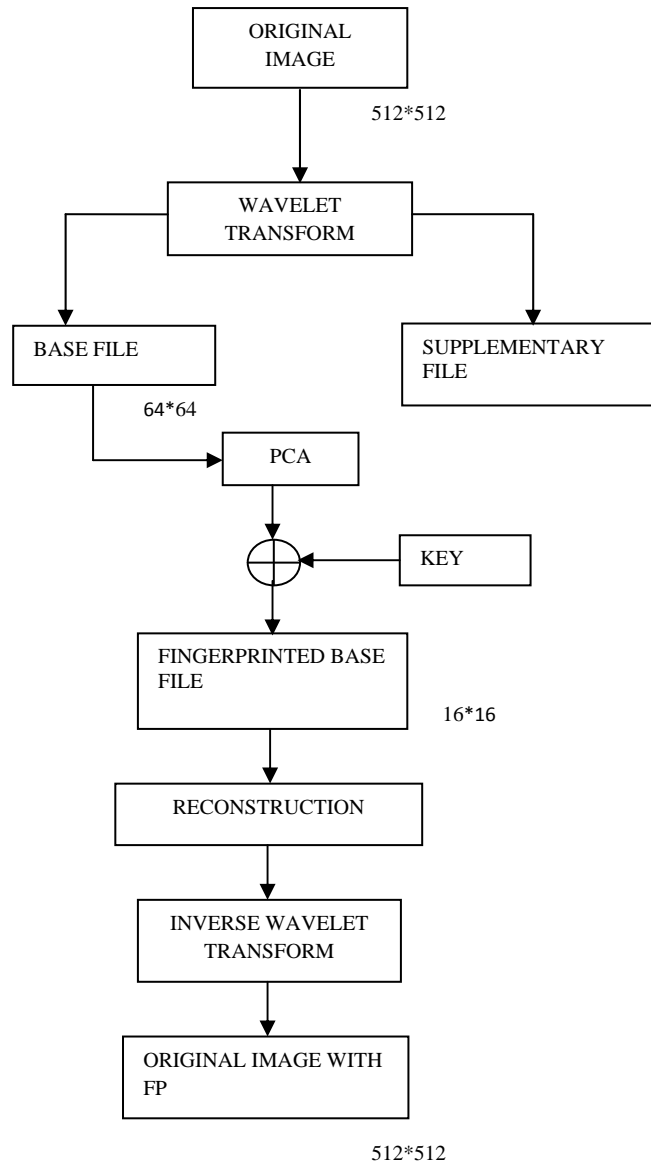 ORIGINAL
IMAGE
512*512
WAVELET
TRANSFORM
BASE FILE
SUPPLEMENTARY
FILE
64*64
PCA
KEY
FINGERPRINTED BASE
FILE
16*16
RECONSTRUCTION
INVERSE WAVELET
TRANSFORM
ORIGINAL IMAGE WITH
FP
512*512